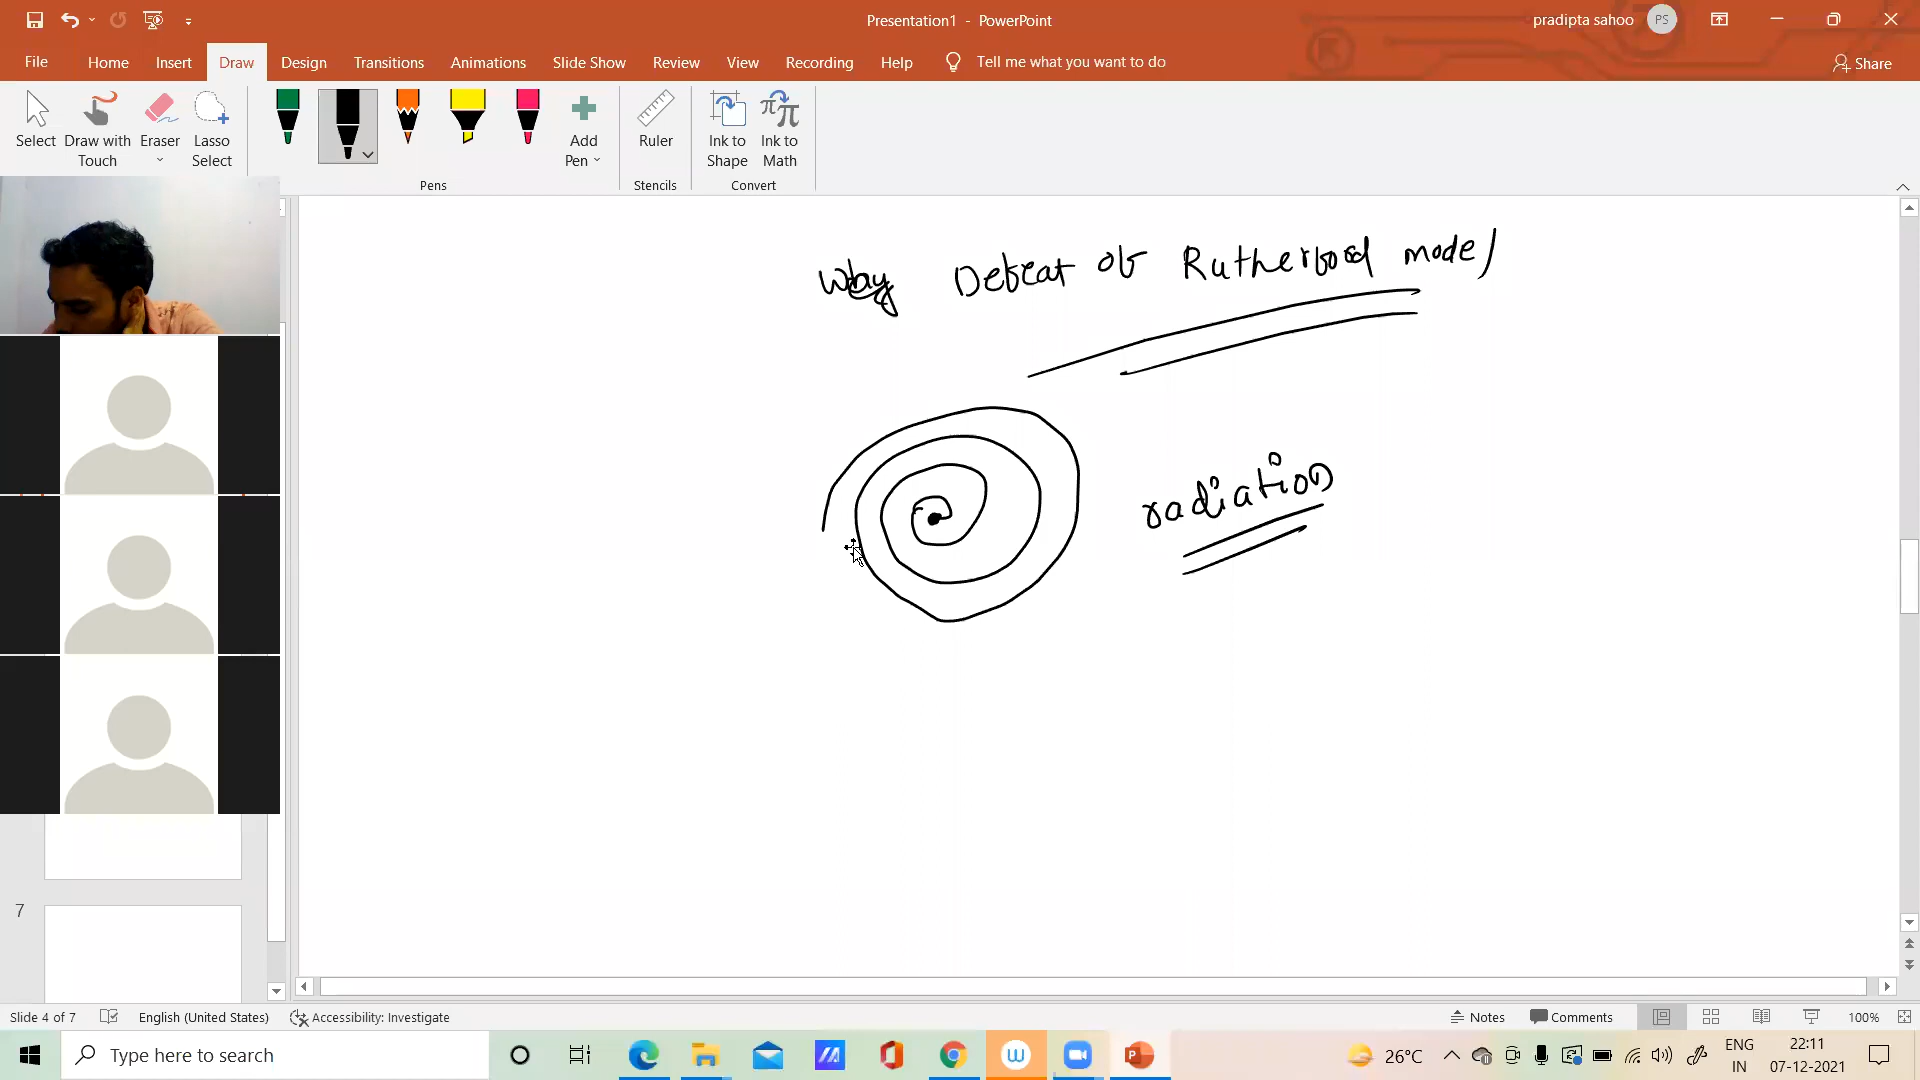 Presentation1 - PowerPoint
pradipta sahoo PS
File Home Insert Draw Design Transitions Animations Slide Show Review View Recording Help Tell me what you want to do Share
Select Draw with Touch Eraser Lasso Select Add Pen Ruler Ink to Shape Ink to Math
Pens Stencils Convert
why Defeat of Rutherford model
radiation
7
Slide 4 of 7 English (United States) Accessibility: Investigate Notes Comments 100%
Type here to search 26°C ENG 22:11
IN 07-12-2021